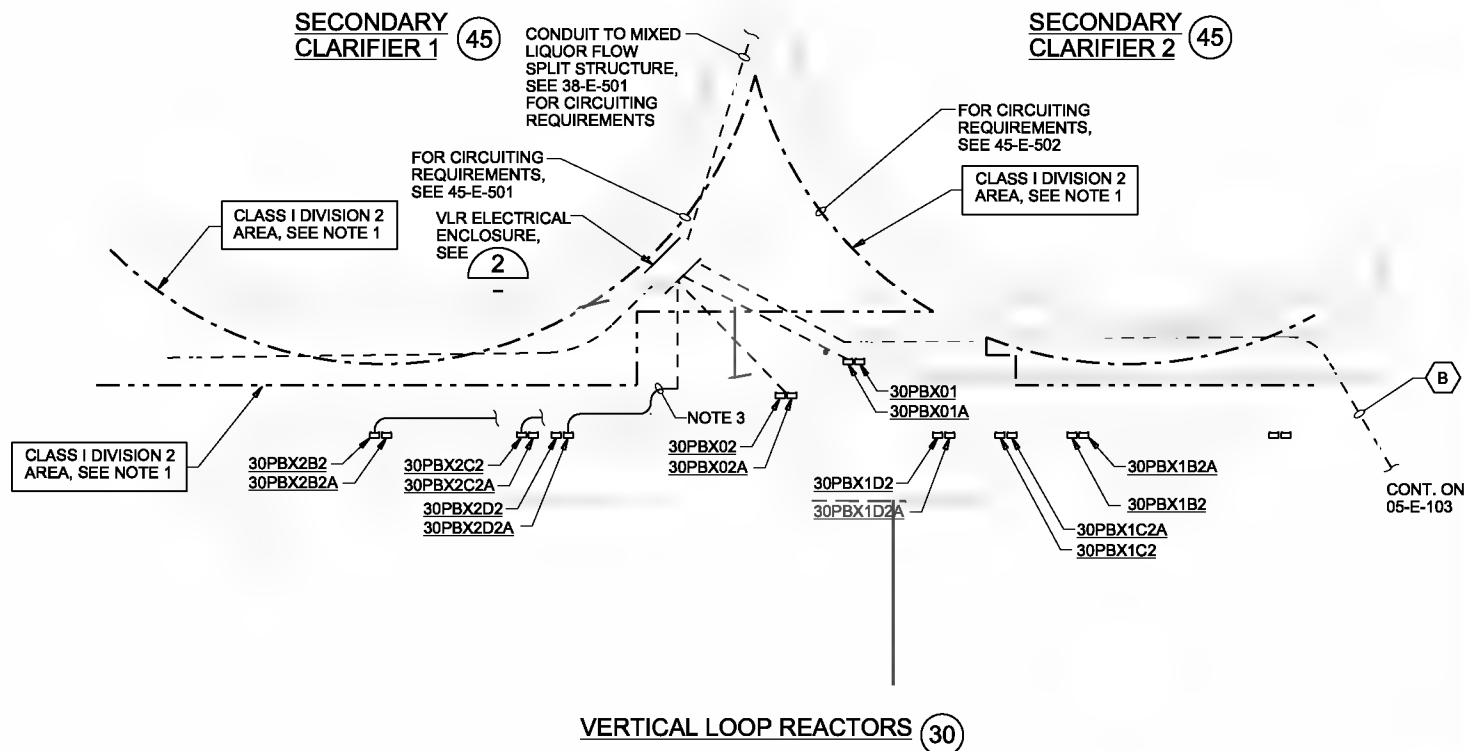 SECONDARY
CLARIFIER 1
45
CONDUIT TO MIXED
LIQUOR FLOW
SPLIT STRUCTURE,
SEE 38-E-501
FOR CIRCUITING
REQUIREMENTS
SECONDARY
CLARIFIER 2
45
FOR CIRCUITING
REQUIREMENTS,
SEE 45-E-502
FOR CIRCUITING
REQUIREMENTS,
SEE 45-E-501
CLASS I DIVISION 2
AREA, SEE NOTE 1
CLASS I DIVISION 2
AREA, SEE NOTE 1
VLR ELECTRICAL
ENCLOSURE,
SEE
2
-
B
30PBX01
30PBX01A
NOTE 3
30PBX02
30PBX02A
CLASS I DIVISION 2
AREA, SEE NOTE 1
30PBX2B2
30PBX2B2A
30PBX2C2
30PBX2C2A
30PBX2D2
30PBX2D2A
30PBX1D2
30PBX1D2A
30PBX1B2A
30PBX1B2
30PBX1C2A
30PBX1C2
CONT. ON
05-E-103
VERTICAL LOOP REACTORS
30